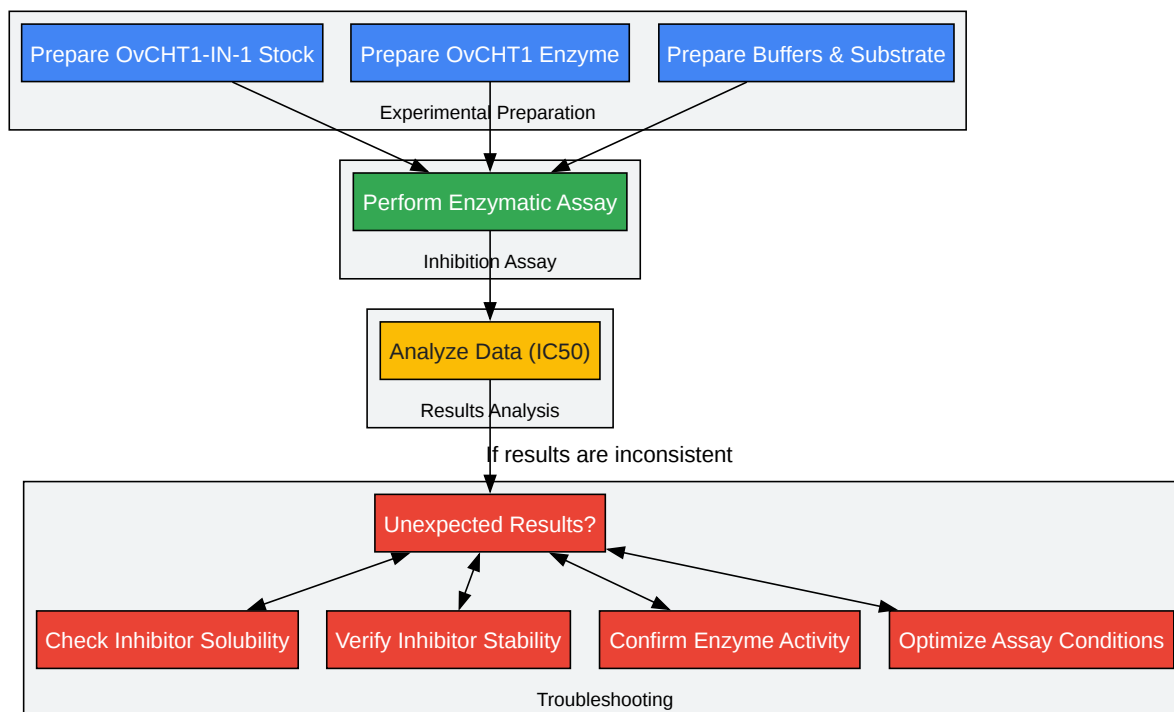 Prepare OvCHT1-IN-1 Stock
Prepare OvCHT1 Enzyme
Prepare Buffers & Substrate
Experimental Preparation
Perform Enzymatic Assay
Inhibition Assay
Analyze Data (IC50)
Results Analysis
If results are inconsistent
Unexpected Results?
Check Inhibitor Solubility
Verify Inhibitor Stability
Confirm Enzyme Activity
Optimize Assay Conditions
Troubleshooting